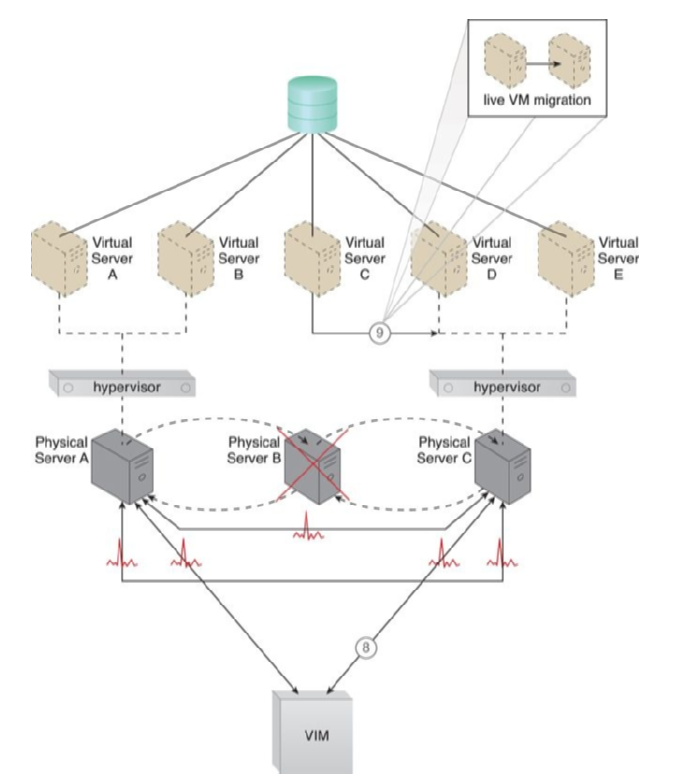 live VM migration
Virtual
Server
A
Virtual
Server
B
Virtual
Server
C
Virtual
Server
D
Virtual
Server
E
9
hypervisor
hypervisor
Physical
Server A
Physical
Server B
Physical
Server C
8
VIM